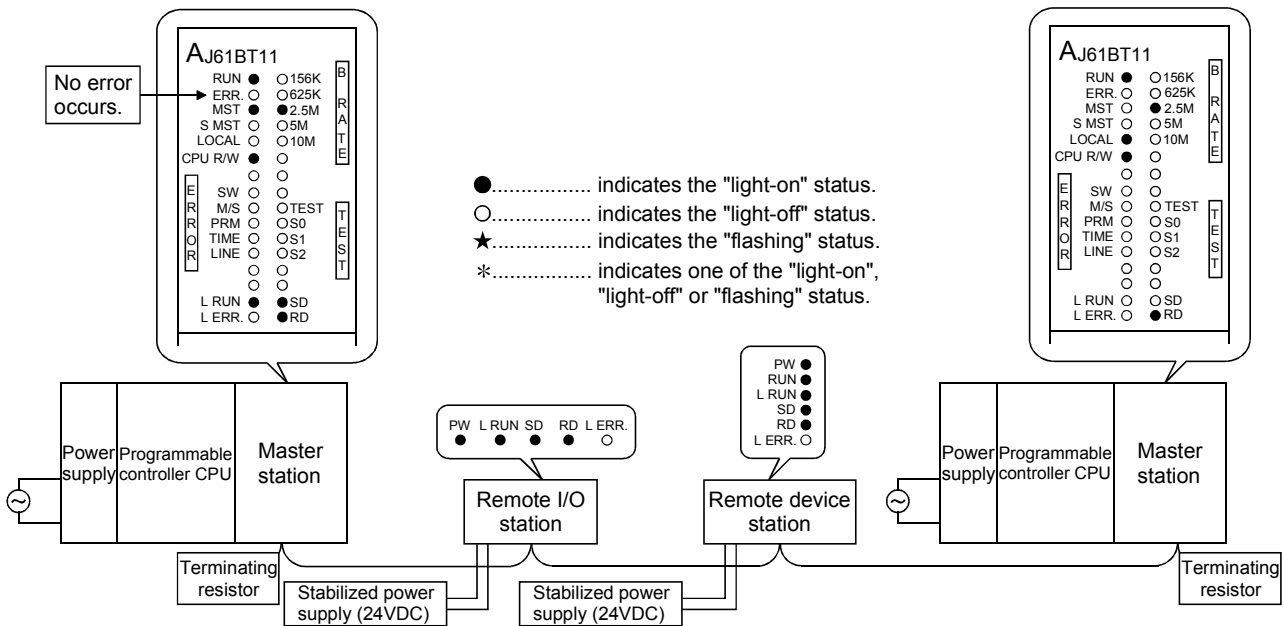 No error
occurs.
AJ61BT11
RUN 156K
ERR. 625K
MST 2.5M
S MST 5M
LOCAL 10M
CPU R/W
B RATE
SW
M/S TEST
PRM S0
TIME S1
LINE S2
ERROR
TEST
L RUN SD
L ERR. RD
●................. indicates the "light-on" status.
○................. indicates the "light-off" status.
★................. indicates the "flashing" status.
*................. indicates one of the "light-on",
"light-off" or "flashing" status.
AJ61BT11
RUN 156K
ERR. 625K
MST 2.5M
S MST 5M
LOCAL 10M
CPU R/W
B RATE
SW
M/S TEST
PRM S0
TIME S1
LINE S2
ERROR
TEST
L RUN SD
L ERR. RD
PW L RUN SD RD L ERR.
PW
RUN
L RUN
SD
RD
L ERR.
Power
supply
Programmable
controller CPU
Master
station
Remote I/O
station
Remote device
station
Power
supply
Programmable
controller CPU
Master
station
Terminating
resistor
Stabilized power
supply (24VDC)
Stabilized power
supply (24VDC)
Terminating
resistor